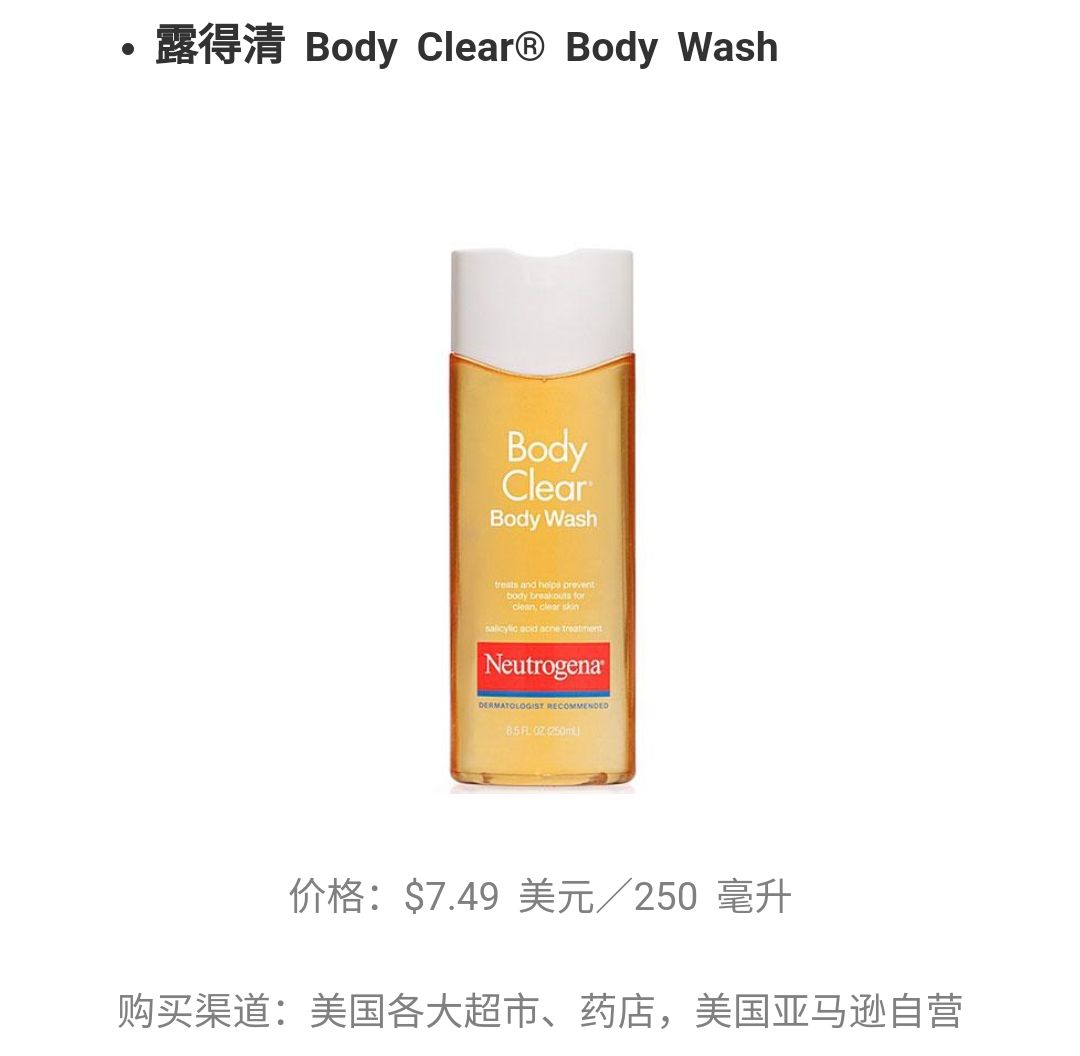 • 露得清 Body Clear® Body Wash
Body
Clear®
Body Wash
treats and helps prevent
body breakouts for
clean, clear skin
salicylic acid acne treatment
Neutrogena®
DERMATOLOGIST RECOMMENDED
8.5 FL. OZ (250mL)
价格：$7.49 美元／250 毫升
购买渠道：美国各大超市、药店，美国亚马逊自营